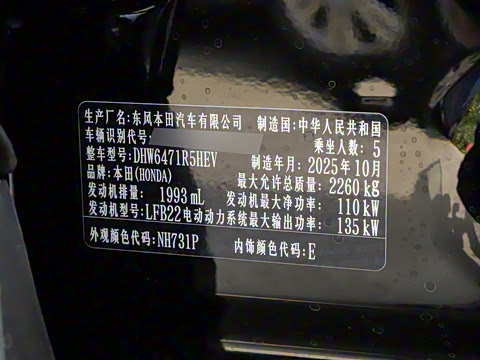 生产厂名:东风本田汽车有限公司 制造国:中华人民共和国
车辆识别代号: 乘坐人数: 5
整车型号:DHW6471R5HEV 制造年月: 2025年10月
品牌:本田(HONDA) 最大允许总质量: 2260 kg
发动机排量: 1993 mL 发动机最大净功率: 110 kW
发动机型号:LFB22 电动动力系统最大输出功率: 135 kW
外观颜色代码:NH731P 内饰颜色代码:E